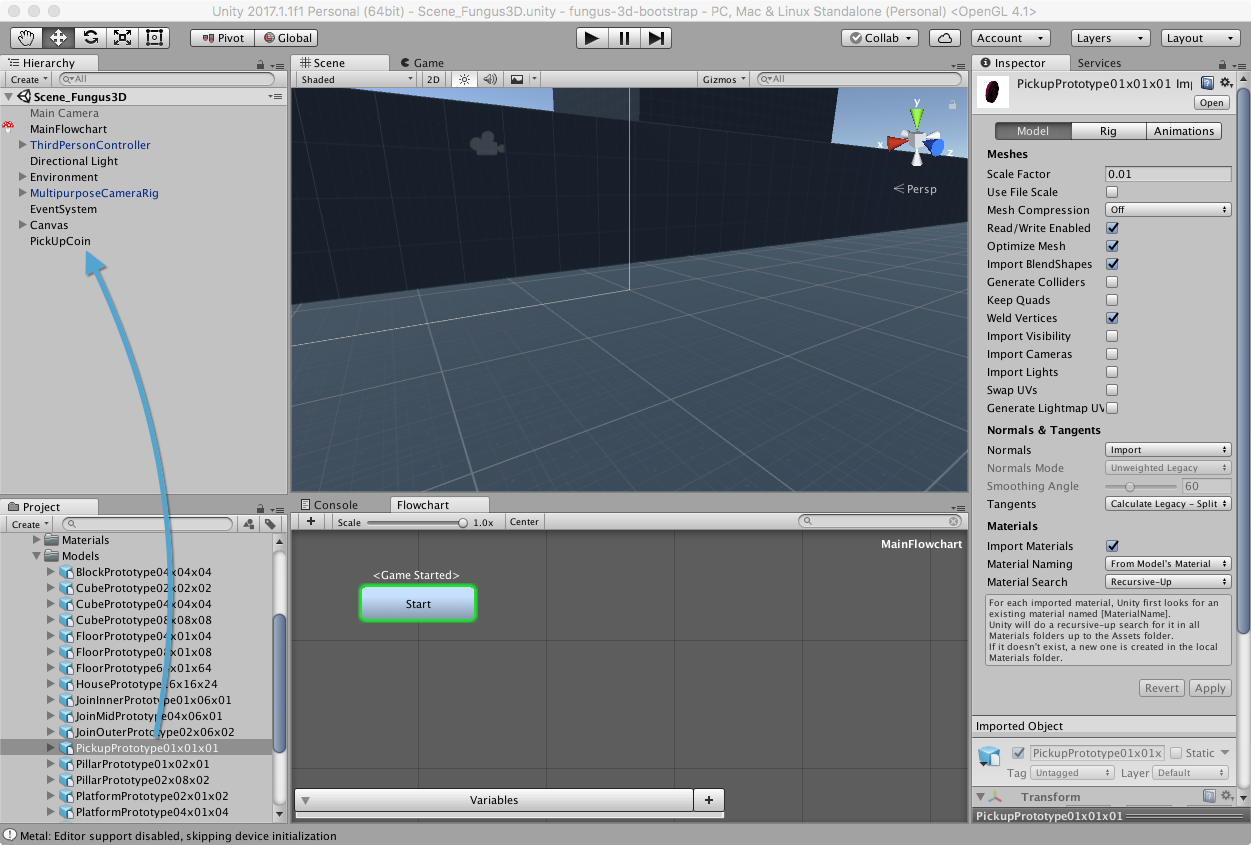 Unity 2017.1.1f1 Personal (64bit) - Scene_Fungus3D.unity - fungus-3d-bootstrap - PC, Mac & Linux Standalone (Personal) <OpenGL 4.1>
Pivot Global Collab Account Layers Layout
Hierarchy
Create All
Scene_Fungus3D
Main Camera
MainFlowchart
ThirdPersonController
Directional Light
Environment
MultipurposeCameraRig
EventSystem
Canvas
PickUpCoin
Scene Game
Shaded 2D Gizmos All
y
x
z
Persp
Project
Create
Materials
Models
BlockPrototype04x04x04
CubePrototype02x02x02
CubePrototype04x04x04
CubePrototype08x08x08
FloorPrototype04x01x04
FloorPrototype08x01x08
FloorPrototype64x01x64
HousePrototype16x16x24
JoinInnerPrototype01x06x01
JoinMidPrototype04x06x01
JoinOuterPrototype02x06x02
PickupPrototype01x01x01
PillarPrototype01x02x01
PillarPrototype02x08x02
PlatformPrototype02x01x02
PlatformPrototype04x01x04
Console Flowchart
Scale 1.0x Center
MainFlowchart
<Game Started>
Start
Variables +
Inspector Services
PickupPrototype01x01x01 Imp
Open
Model Rig Animations
Meshes
Scale Factor 0.01
Use File Scale
Mesh Compression Off
Read/Write Enabled
Optimize Mesh
Import BlendShapes
Generate Colliders
Keep Quads
Weld Vertices
Import Visibility
Import Cameras
Import Lights
Swap UVs
Generate Lightmap UV
Normals & Tangents
Normals Import
Normals Mode Unweighted Legacy
Smoothing Angle 60
Tangents Calculate Legacy - Split
Materials
Import Materials
Material Naming From Model's Material
Material Search Recursive-Up
For each imported material, Unity first looks for an
existing material named [MaterialName].
Unity will do a recursive-up search for it in all
Materials folders up to the Assets folder.
If it doesn't exist, a new one is created in the local
Materials folder.
Revert Apply
Imported Object
PickupPrototype01x01x Static
Tag Untagged Layer Default
Transform
PickupPrototype01x01x01
Metal: Editor support disabled, skipping device initialization